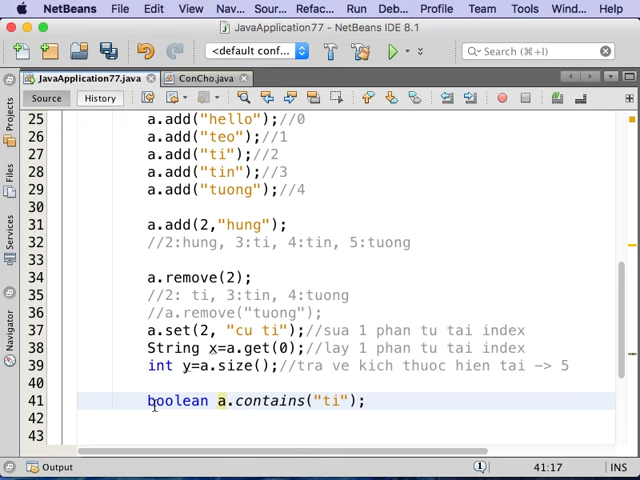 NetBeans File Edit View Sour... Refac... Debu... Profile Team Tools Windo... Help
JavaApplication77 - NetBeans IDE 8.1
<default conf... Search (⌘+I)
JavaApplication77.java ConCho.java
Source History
Projects
Files
Services
Navigator
25 a.add("hello");//0
26 a.add("teo");//1
27 a.add("ti");//2
28 a.add("tin");//3
29 a.add("tuong");//4
30
31 a.add(2,"hung");
32 //2:hung, 3:ti, 4:tin, 5:tuong
33
34 a.remove(2);
35 //2: ti, 3:tin, 4:tuong
36 //a.remove("tuong");
37 a.set(2, "cu ti");//sua 1 phan tu tai index
38 String x=a.get(0);//lay 1 phan tu tai index
39 int y=a.size();//tra ve kich thuoc hien tai -> 5
40
41 boolean a.contains("ti");
42
43
Output 1 41:17 INS